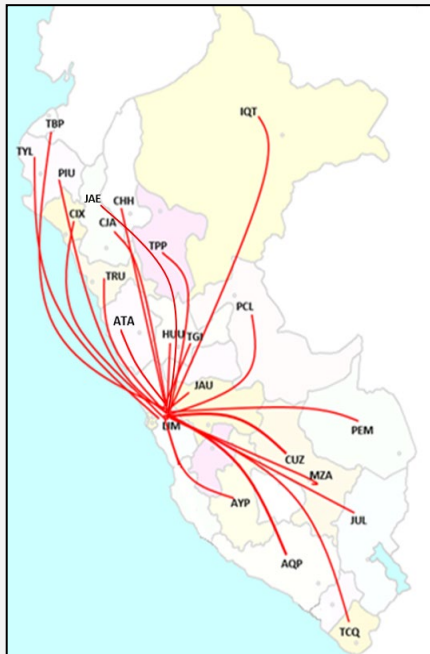 IQT
TBP
TYL
PIU
JAE
CHH
CIX
CJA
TPP
TRU
PCL
ATA
HUU
TGI
JAU
LIM
PEM
CUZ
MZA
AYP
JUL
AQP
TCQ